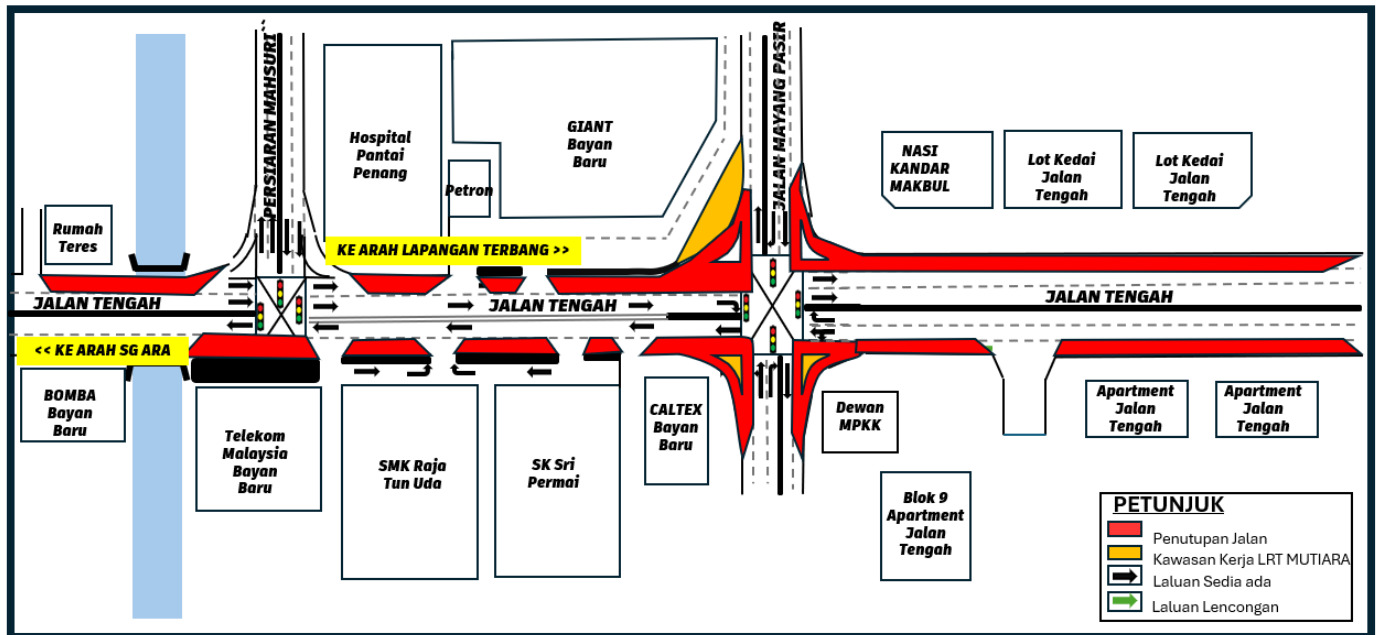 PERSIARAN MAHSURI
JALAN MAYANG PASIR
Hospital
Pantai
Penang
GIANT
Bayan
Baru
Petron
NASI
KANDAR
MAKBUL
Lot Kedai
Jalan
Tengah
Lot Kedai
Jalan
Tengah
Rumah
Teres
KE ARAH LAPANGAN TERBANG >>
JALAN TENGAH
JALAN TENGAH
JALAN TENGAH
<< KE ARAH SG ARA
BOMBA
Bayan
Baru
Telekom
Malaysia
Bayan
Baru
SMK Raja
Tun Uda
SK Sri
Permai
CALTEX
Bayan
Baru
Dewan
MPKK
Apartment
Jalan
Tengah
Apartment
Jalan
Tengah
Blok 9
Apartment
Jalan
Tengah
PETUNJUK
Penutupan Jalan
Kawasan Kerja LRT MUTIARA
Laluan Sedia ada
Laluan Lencongan